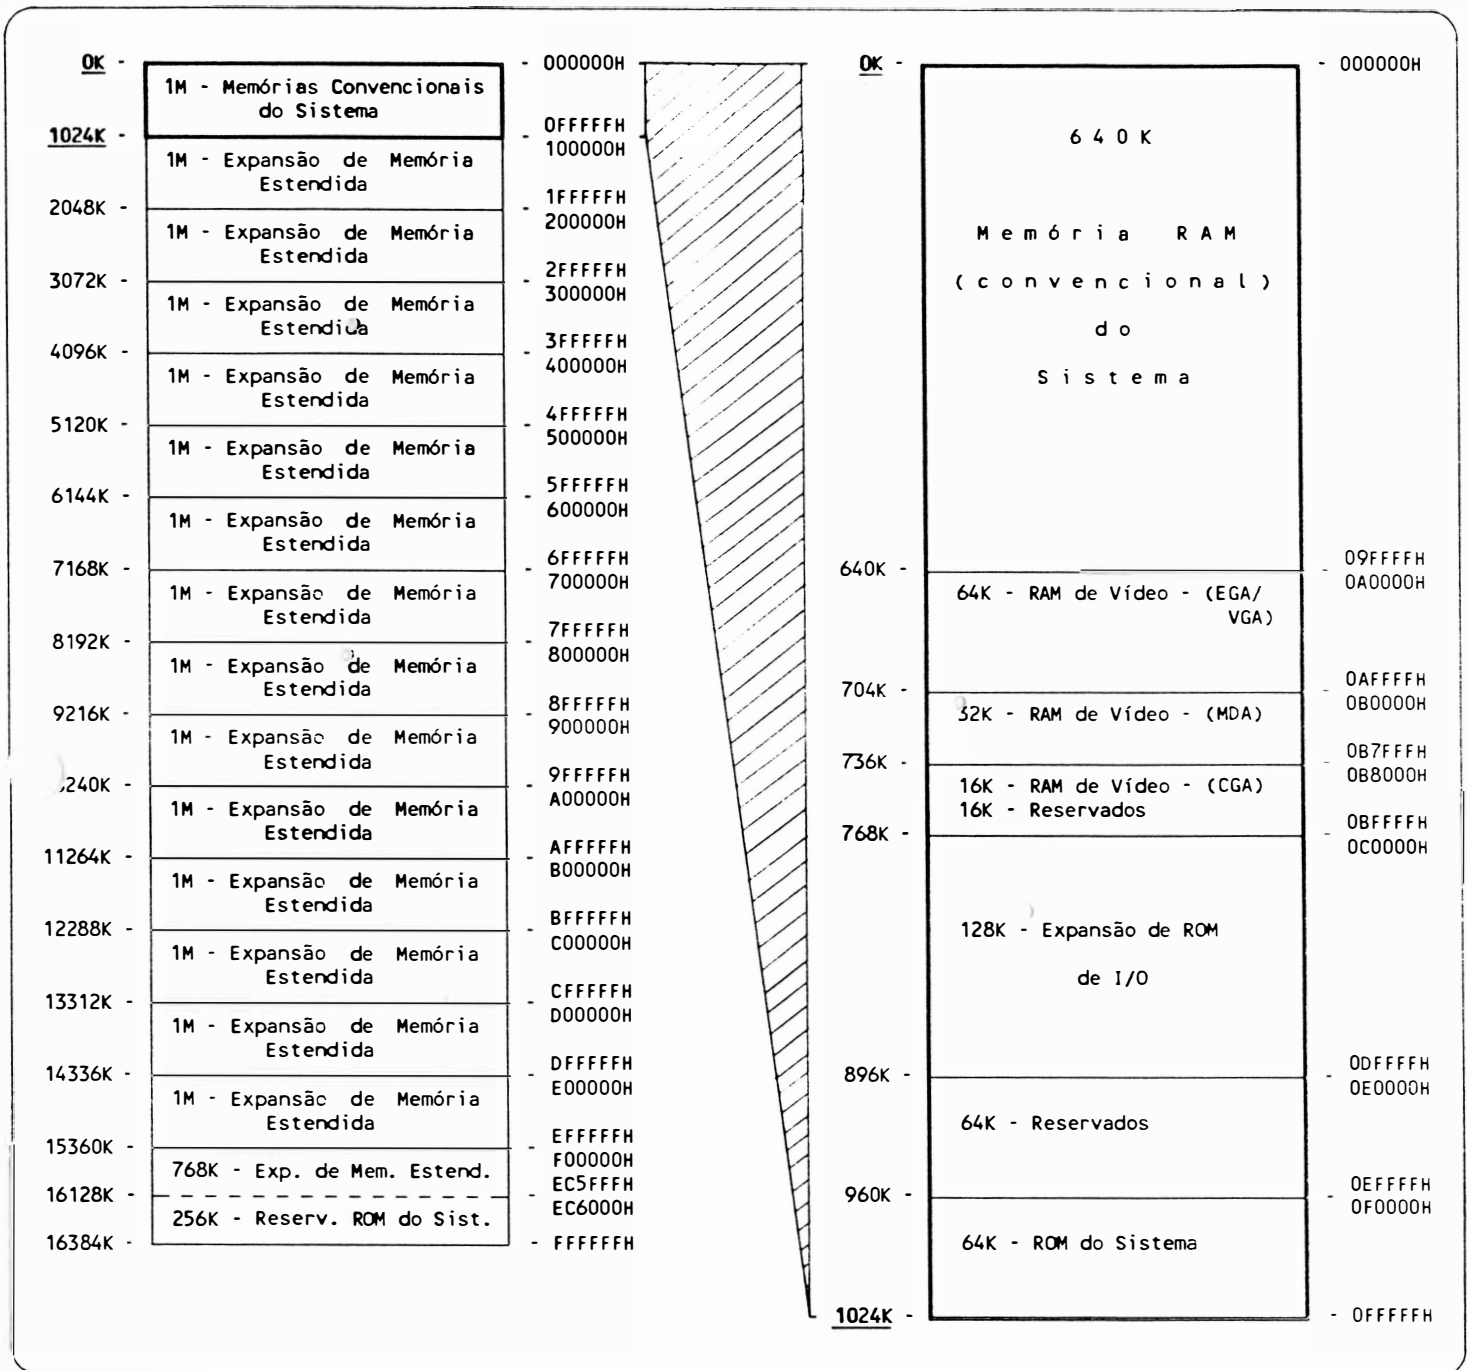 0K - - 000000H
1M - Memórias Convencionais
do Sistema
0FFFFFH
1024K - - 100000H
1M - Expansão de Memória
Estendida
1FFFFFH
2048K - - 200000H
1M - Expansão de Memória
Estendida
2FFFFFH
3072K - - 300000H
1M - Expansão de Memória
Estendida
3FFFFFH
4096K - - 400000H
1M - Expansão de Memória
Estendida
4FFFFFH
5120K - - 500000H
1M - Expansão de Memória
Estendida
5FFFFFH
6144K - - 600000H
1M - Expansão de Memória
Estendida
6FFFFFH
7168K - - 700000H
1M - Expansão de Memória
Estendida
7FFFFFH
8192K - - 800000H
1M - Expansão de Memória
Estendida
8FFFFFH
9216K - - 900000H
1M - Expansão de Memória
Estendida
9FFFFFH
240K - - A00000H
1M - Expansão de Memória
Estendida
AFFFFFH
11264K - - B00000H
1M - Expansão de Memória
Estendida
BFFFFFH
12288K - - C00000H
1M - Expansão de Memória
Estendida
CFFFFFH
13312K - - D00000H
1M - Expansão de Memória
Estendida
DFFFFFH
14336K - - E00000H
1M - Expansão de Memória
Estendida
EFFFFFH
15360K - - F00000H
768K - Exp. de Mem. Estend.
EC5FFFH
16128K - - EC6000H
256K - Reserv. ROM do Sist.
16384K - - FFFFFFH
0K - - 000000H
640K
Memória RAM
(convencional)
do
Sistema
09FFFFH
640K - - 0A0000H
64K - RAM de Vídeo - (EGA/
VGA)
0AFFFFH
704K - - 0B0000H
32K - RAM de Vídeo - (MDA)
0B7FFFH
736K - - 0B8000H
16K - RAM de Vídeo - (CGA)
16K - Reservados
0BFFFFH
768K - - 0C0000H
128K - Expansão de ROM
de I/O
0DFFFFH
896K - - 0E0000H
64K - Reservados
0EFFFFH
960K - - 0F0000H
64K - ROM do Sistema
1024K - - 0FFFFFH